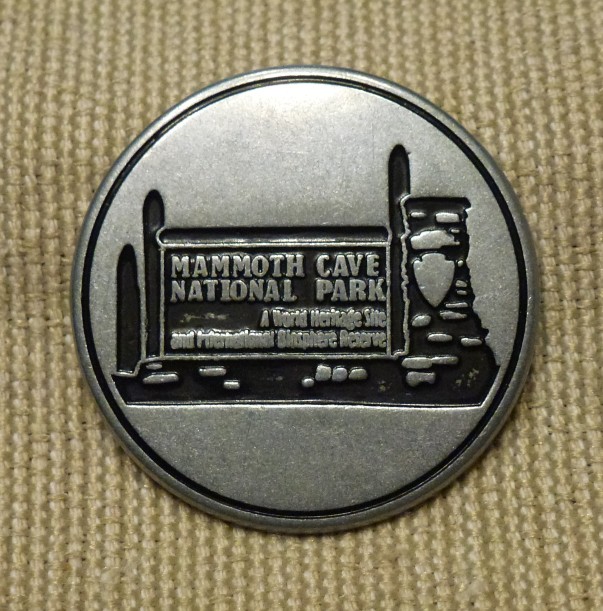 MAMMOTH CAVE
NATIONAL PARK
A World Heritage Site
and International Biosphere Reserve